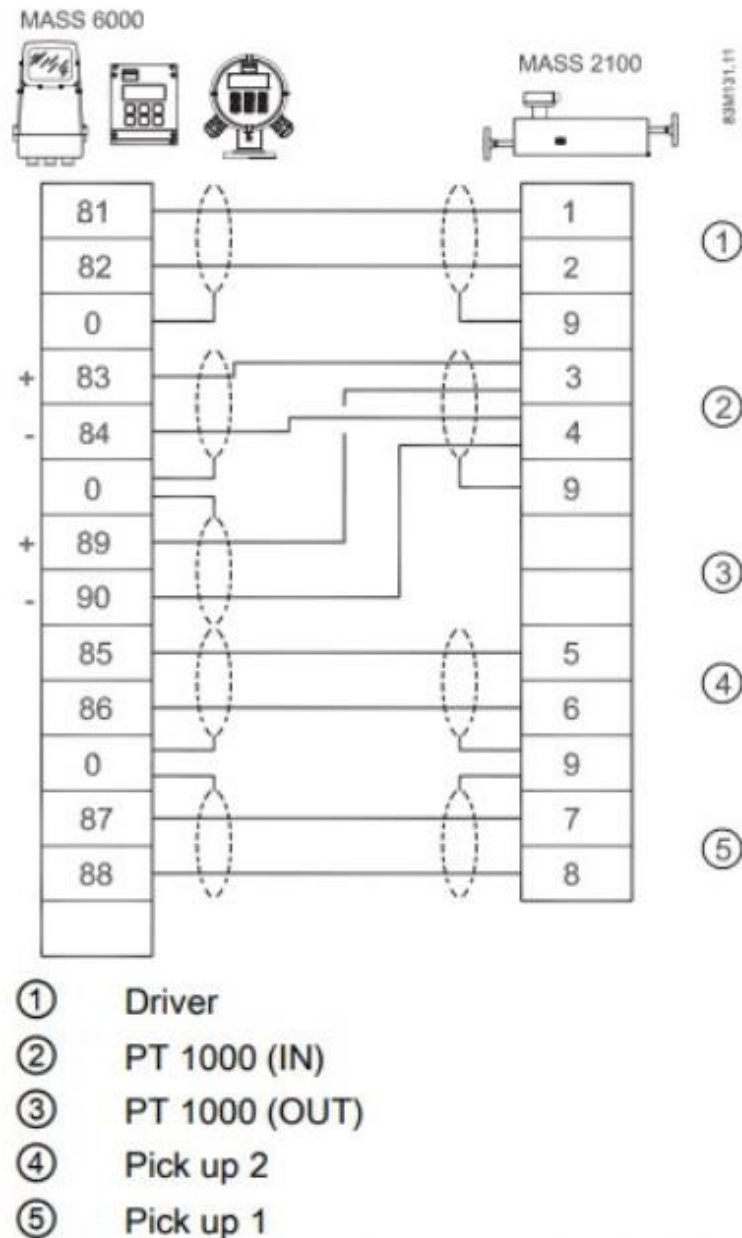 MASS 6000
MASS 2100
83M131.11
81 1
①
82 2
0 9
+ 83 3
②
- 84 4
0 9
+ 89
③
- 90
85 5
④
86 6
0 9
87 7
⑤
88 8
① Driver
② PT 1000 (IN)
③ PT 1000 (OUT)
④ Pick up 2
⑤ Pick up 1